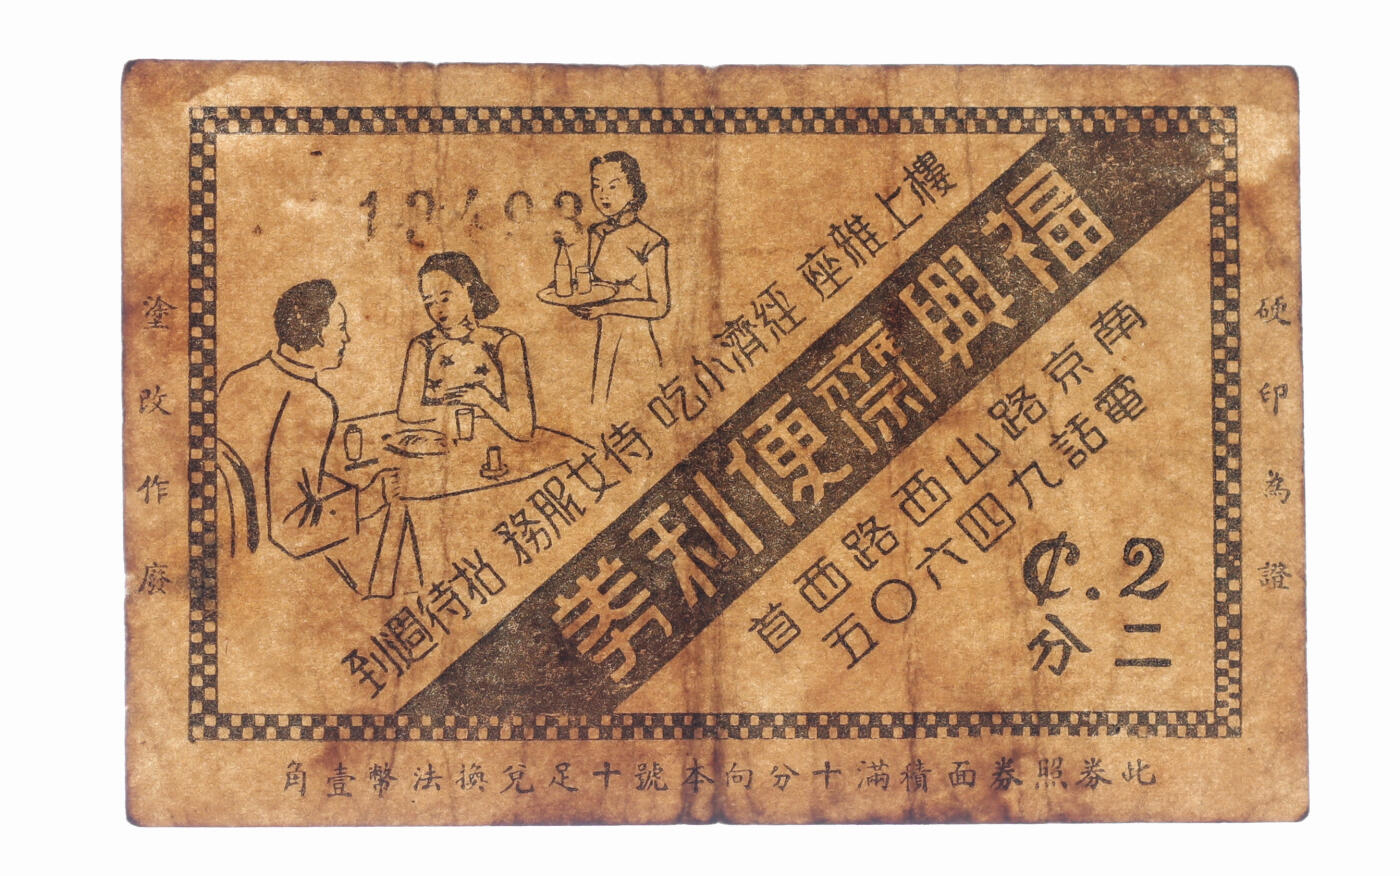 樓上雅座 經濟小吃 侍女服務 招待週到
福興齋便利券
南京路山西路西首
電話九四六〇五
₵.2
二分
硬印為證
塗改作廢
此券照券面積滿十分向本號十足兌換法幣壹角